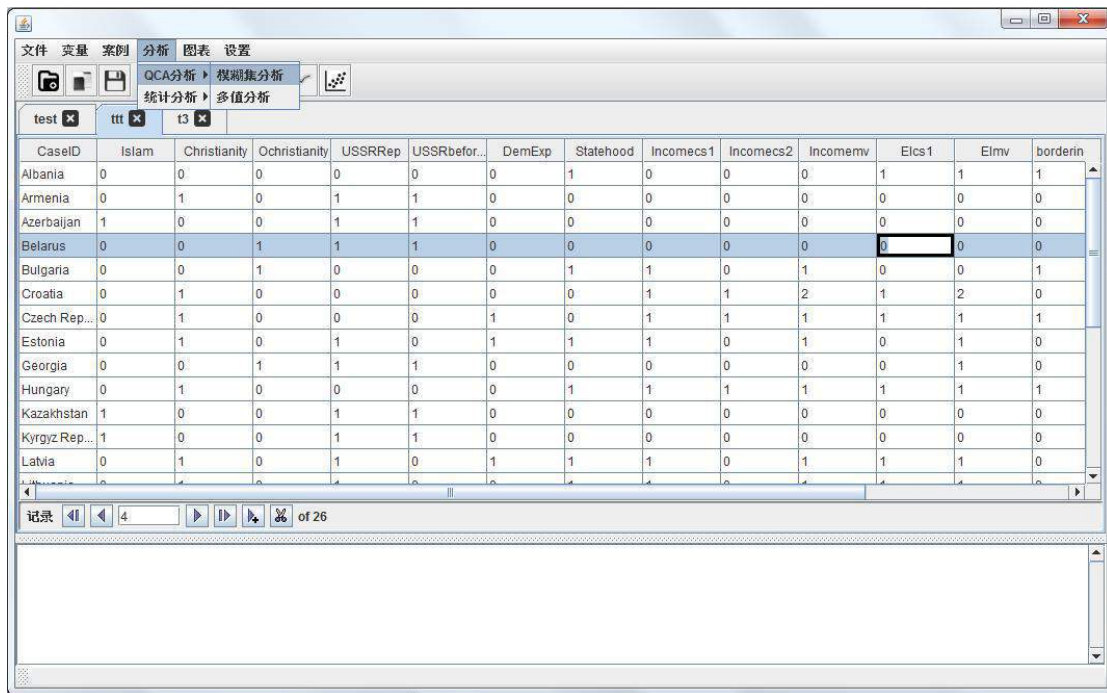 文件 变量 案例 分析 图表 设置
QCA分析 模糊集分析
统计分析 多值分析
test ttt t3
CaseID Islam Christianity Ochristianity USSRRep USSRbefor... DemExp Statehood Incomecs1 Incomecs2 Incomemv Elcs1 Elmv borderin
Albania 0 0 0 0 0 0 1 0 0 0 1 1 1
Armenia 0 1 0 1 1 0 0 0 0 0 0 0 0
Azerbaijan 1 0 0 1 1 0 0 0 0 0 0 0 0
Belarus 0 0 1 1 1 0 0 0 0 0 0 0 0
Bulgaria 0 0 1 0 0 0 1 1 0 1 0 0 1
Croatia 0 1 0 0 0 0 0 1 1 2 1 2 0
Czech Rep... 0 1 0 0 0 1 0 1 1 1 1 1 1
Estonia 0 1 0 1 0 1 1 1 0 1 0 1 0
Georgia 0 0 1 1 1 0 0 0 0 0 0 1 0
Hungary 0 1 0 0 0 0 1 1 1 1 1 1 1
Kazakhstan 1 0 0 1 1 0 0 0 0 0 0 0 0
Kyrgyz Rep... 1 0 0 1 1 0 0 0 0 0 0 0 0
Latvia 0 1 0 1 0 1 1 1 0 1 1 1 0
记录 4 of 26